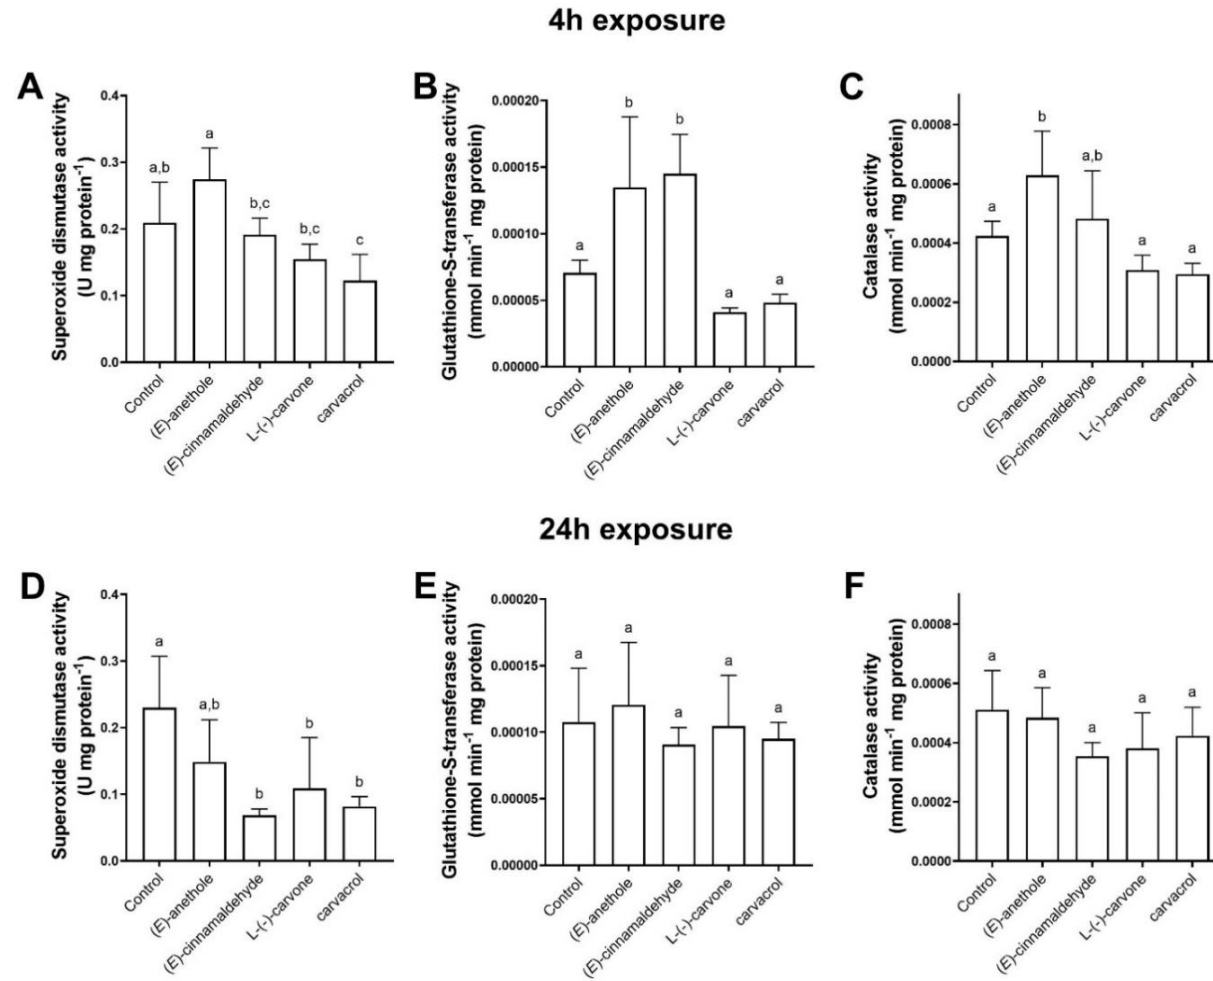 4h exposure
A
Superoxide dismutase activity
(U mg protein⁻¹)
0.4
0.3
0.2
0.1
0.0
a,b
a
b,c
b,c
c
Control
(E)-anethole
(E)-cinnamaldehyde
L-(-)-carvone
carvacrol
B
Glutathione-S-transferase activity
(mmol min⁻¹ mg protein)
0.00020
0.00015
0.00010
0.00005
0.00000
a
b
b
a
a
Control
(E)-anethole
(E)-cinnamaldehyde
L-(-)-carvone
carvacrol
C
Catalase activity
(mmol min⁻¹ mg protein)
0.0008
0.0006
0.0004
0.0002
0.0000
a
b
a,b
a
a
Control
(E)-anethole
(E)-cinnamaldehyde
L-(-)-carvone
carvacrol
24h exposure
D
Superoxide dismutase activity
(U mg protein⁻¹)
0.4
0.3
0.2
0.1
0.0
a
a,b
b
b
b
Control
(E)-anethole
(E)-cinnamaldehyde
L-(-)-carvone
carvacrol
E
Glutathione-S-transferase activity
(mmol min⁻¹ mg protein)
0.00020
0.00015
0.00010
0.00005
0.00000
a
a
a
a
a
Control
(E)-anethole
(E)-cinnamaldehyde
L-(-)-carvone
carvacrol
F
Catalase activity
(mmol min⁻¹ mg protein)
0.0008
0.0006
0.0004
0.0002
0.0000
a
a
a
a
a
Control
(E)-anethole
(E)-cinnamaldehyde
L-(-)-carvone
carvacrol